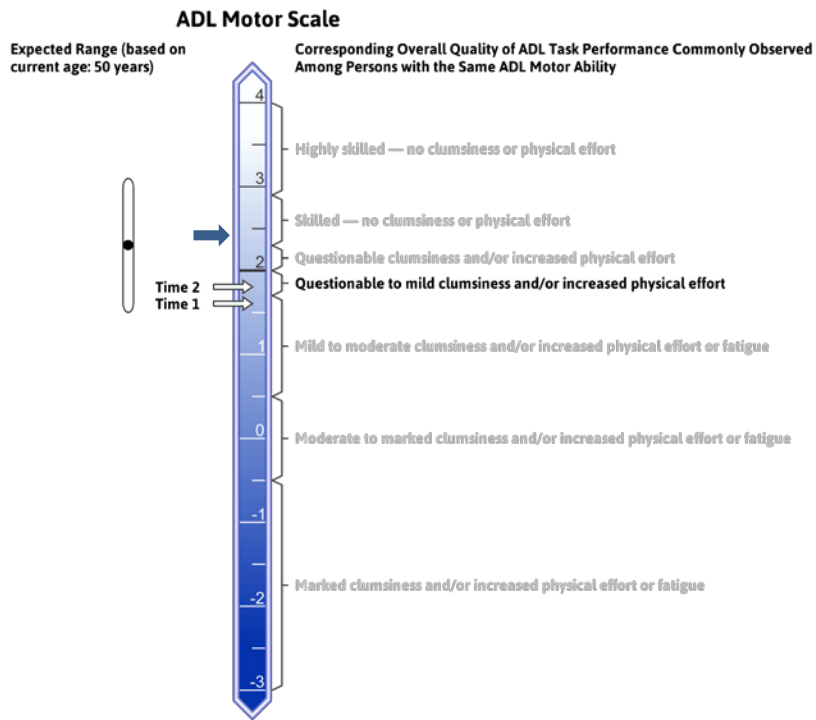 ADL Motor Scale
Expected Range (based on
current age: 50 years)
Corresponding Overall Quality of ADL Task Performance Commonly Observed
Among Persons with the Same ADL Motor Ability
4
Highly skilled — no clumsiness or physical effort
3
Skilled — no clumsiness or physical effort
Questionable clumsiness and/or increased physical effort
2
Questionable to mild clumsiness and/or increased physical effort
Time 2
Time 1
1
Mild to moderate clumsiness and/or increased physical effort or fatigue
0
Moderate to marked clumsiness and/or increased physical effort or fatigue
-1
Marked clumsiness and/or increased physical effort or fatigue
-2
-3